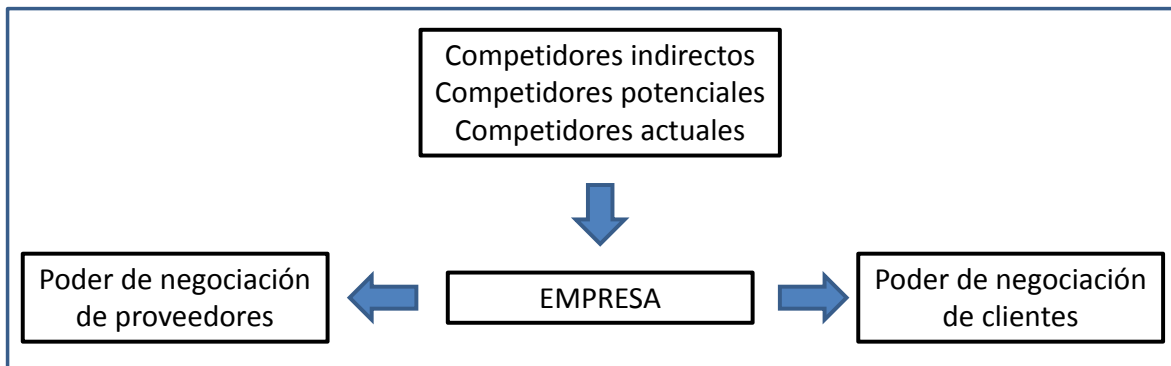 Competidores indirectos
Competidores potenciales
Competidores actuales
Poder de negociación
de proveedores
EMPRESA
Poder de negociación
de clientes